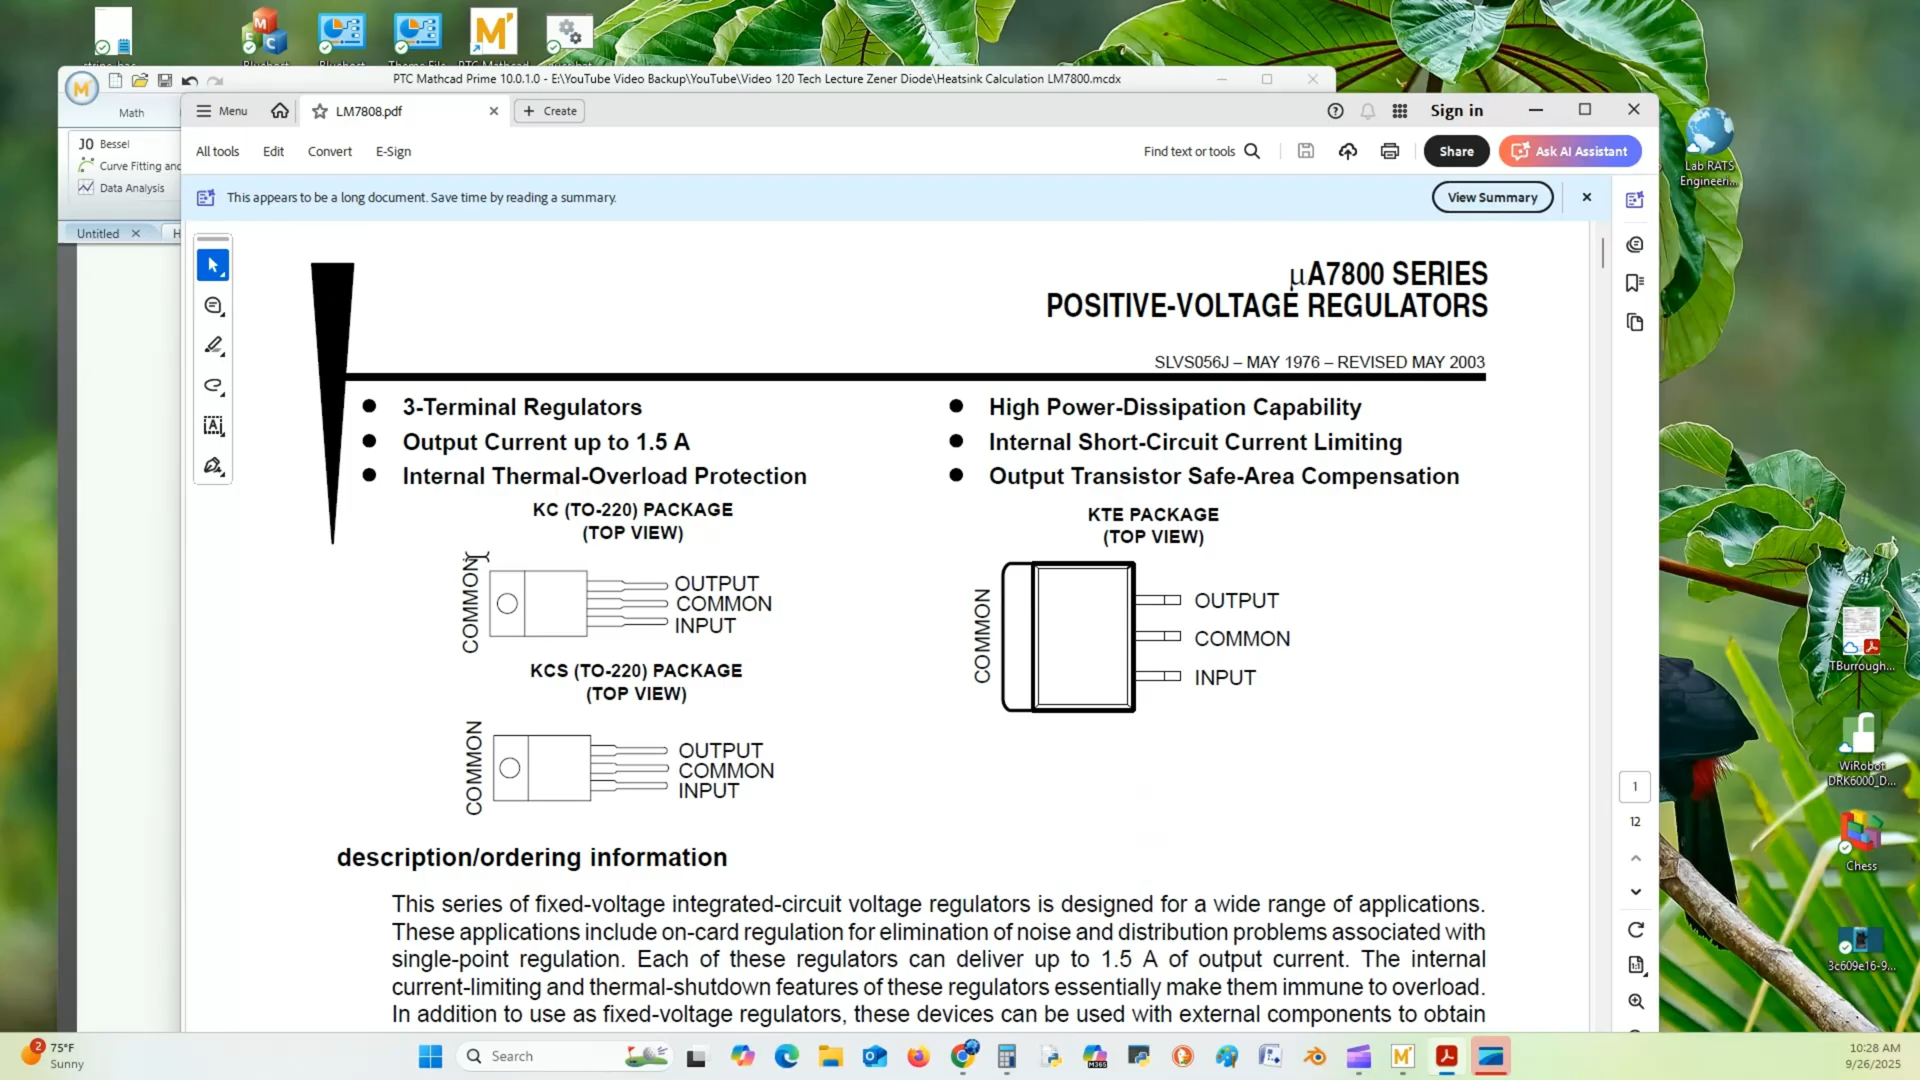 PTC Mathcad Prime 10.0.1.0 - E:\YouTube Video Backup\YouTube\Video 120 Tech Lecture Zener Diode\Heatsink Calculation LM7800.mcdx
Math
Bessel
Curve Fitting and
Data Analysis
Untitled
H
Menu
LM7808.pdf
Create
Sign in
All tools
Edit
Convert
E-Sign
Find text or tools
Share
Ask AI Assistant
This appears to be a long document. Save time by reading a summary.
View Summary
µA7800 SERIES
POSITIVE-VOLTAGE REGULATORS
SLVS056J – MAY 1976 – REVISED MAY 2003
3-Terminal Regulators
Output Current up to 1.5 A
Internal Thermal-Overload Protection
High Power-Dissipation Capability
Internal Short-Circuit Current Limiting
Output Transistor Safe-Area Compensation
KC (TO-220) PACKAGE
(TOP VIEW)
COMMON
OUTPUT
COMMON
INPUT
KCS (TO-220) PACKAGE
(TOP VIEW)
COMMON
OUTPUT
COMMON
INPUT
KTE PACKAGE
(TOP VIEW)
COMMON
OUTPUT
COMMON
INPUT
description/ordering information
This series of fixed-voltage integrated-circuit voltage regulators is designed for a wide range of applications.
These applications include on-card regulation for elimination of noise and distribution problems associated with
single-point regulation. Each of these regulators can deliver up to 1.5 A of output current. The internal
current-limiting and thermal-shutdown features of these regulators essentially make them immune to overload.
In addition to use as fixed-voltage regulators, these devices can be used with external components to obtain
1
12
Lab RATS
Engineeri...
TBurrough...
WiRobot
DRK6000_D...
Chess
3c609e16-9...
2
75°F
Sunny
Search
10:28 AM
9/26/2025